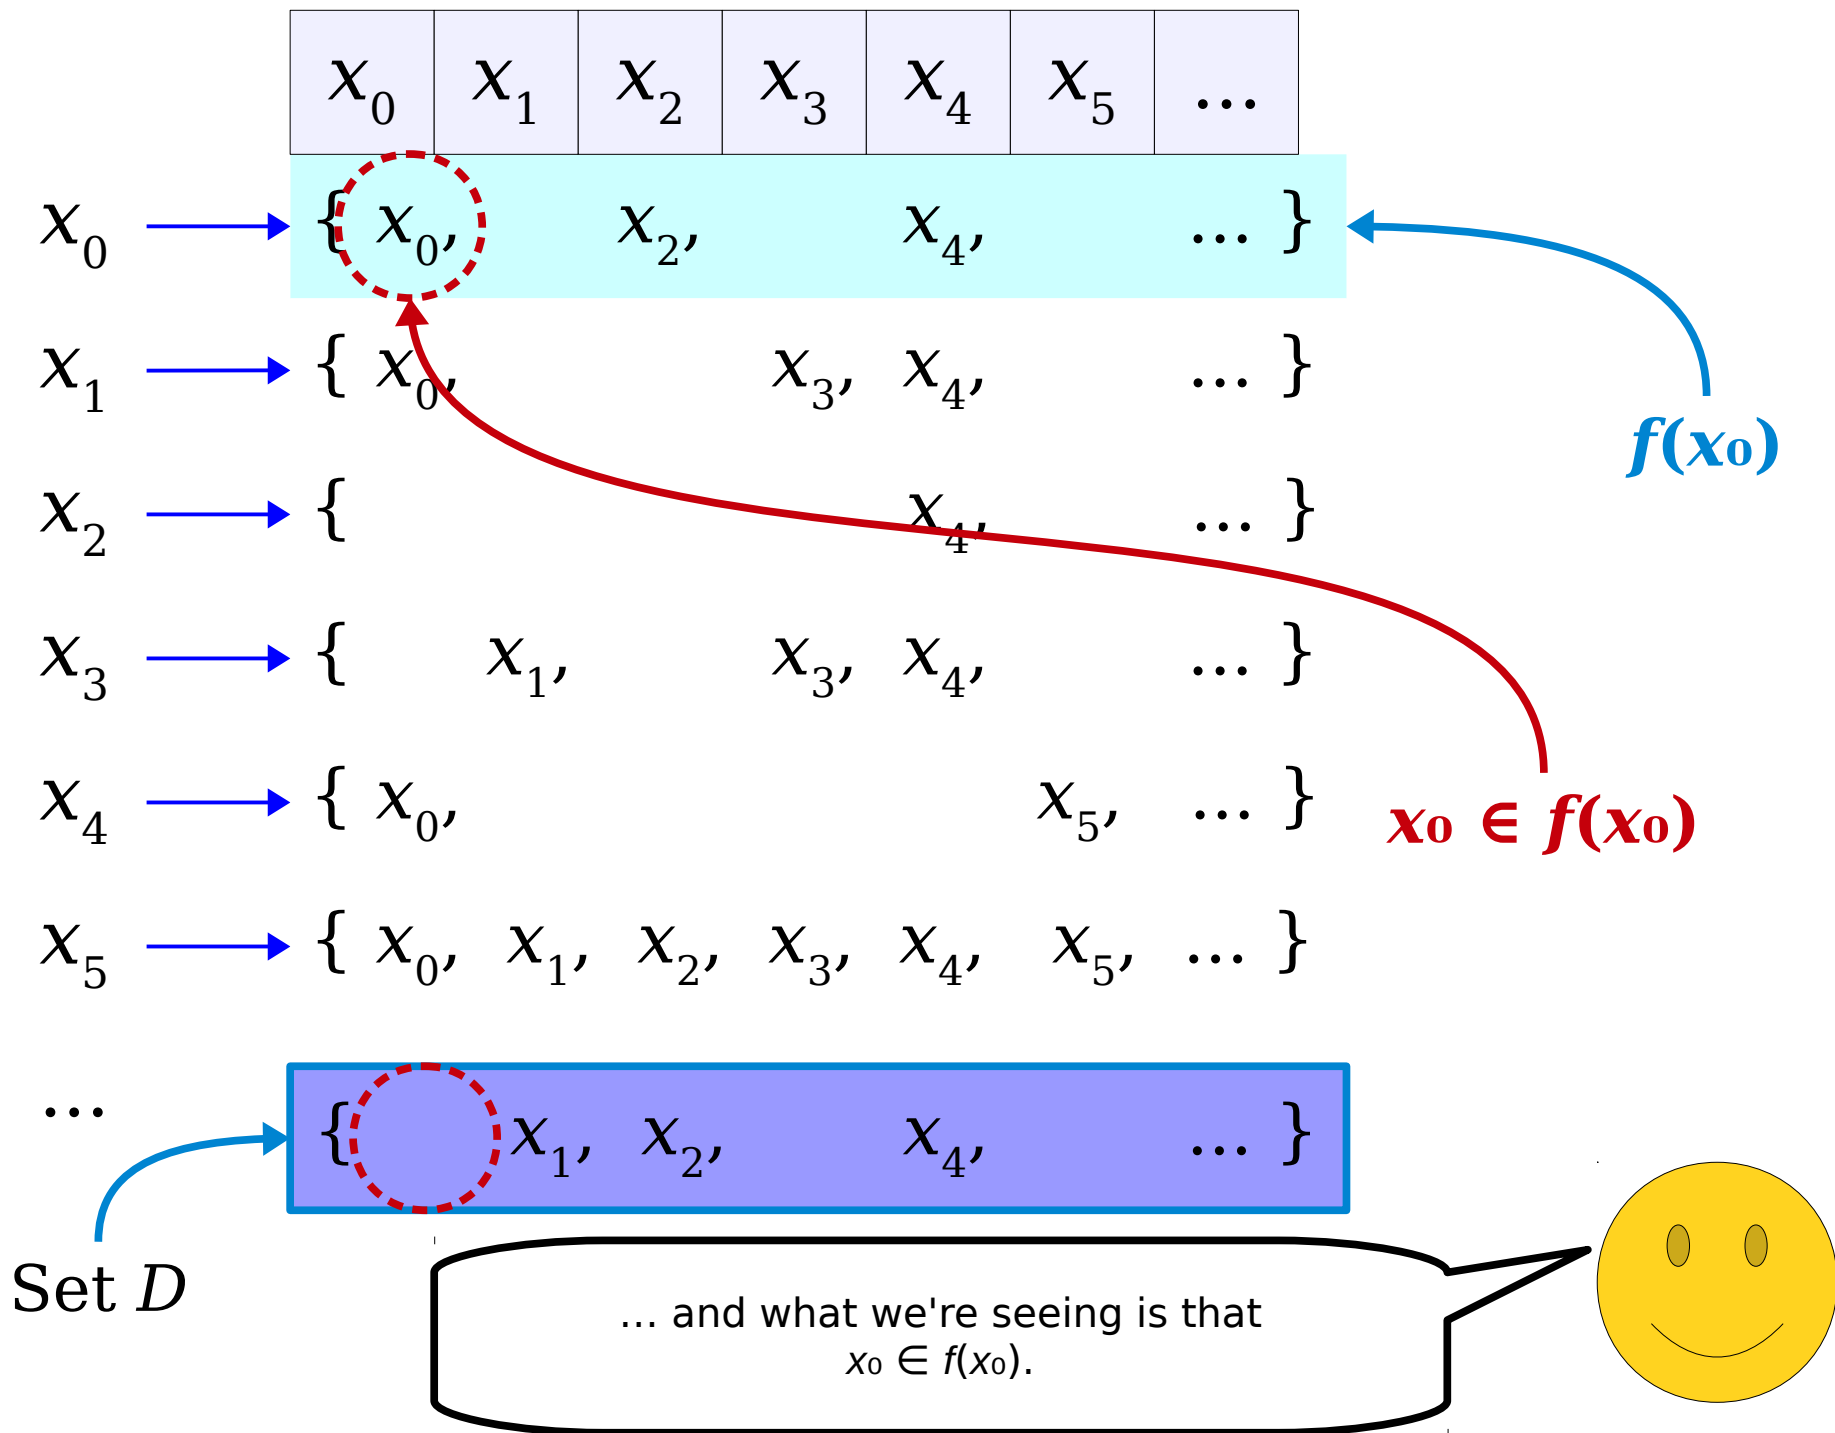 x₀ x₁ x₂ x₃ x₄ x₅ ...
x₀ { x₀, x₂, x₄, ... }
x₁ { x₀, x₃, x₄, ... }
f(x₀)
x₂ { x₄, ... }
x₃ { x₁, x₃, x₄, ... }
x₄ { x₀, x₅, ... }
x₀ ∈ f(x₀)
x₅ { x₀, x₁, x₂, x₃, x₄, x₅, ... }
... { x₁, x₂, x₄, ... }
Set D
… and what we're seeing is that
x₀ ∈ f(x₀).